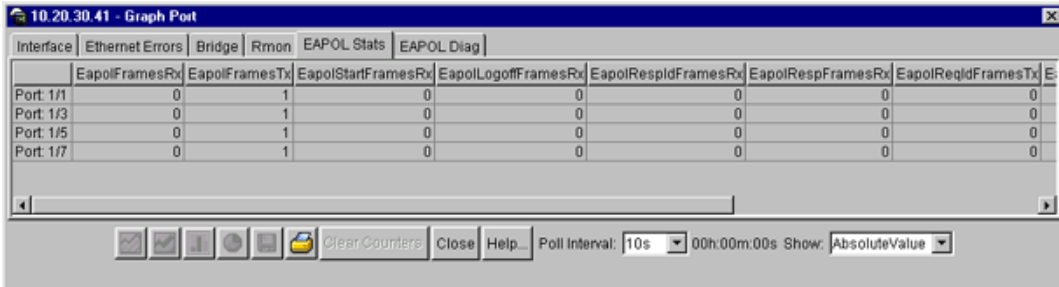 10.20.30.41 - Graph Port
Interface Ethernet Errors Bridge Rmon EAPOL Stats EAPOL Diag
EapolFramesRx EapolFramesTx EapolStartFramesRx EapolLogoffFramesRx EapolRespIdFramesRx EapolRespFramesRx EapolReqIdFramesTx
Port: 1/1 0 1 0 0 0 0 0
Port: 1/3 0 1 0 0 0 0 0
Port: 1/5 0 1 0 0 0 0 0
Port: 1/7 0 1 0 0 0 0 0
Clear Counters Close Help... Poll Interval: 10s 00h:00m:00s Show: AbsoluteValue